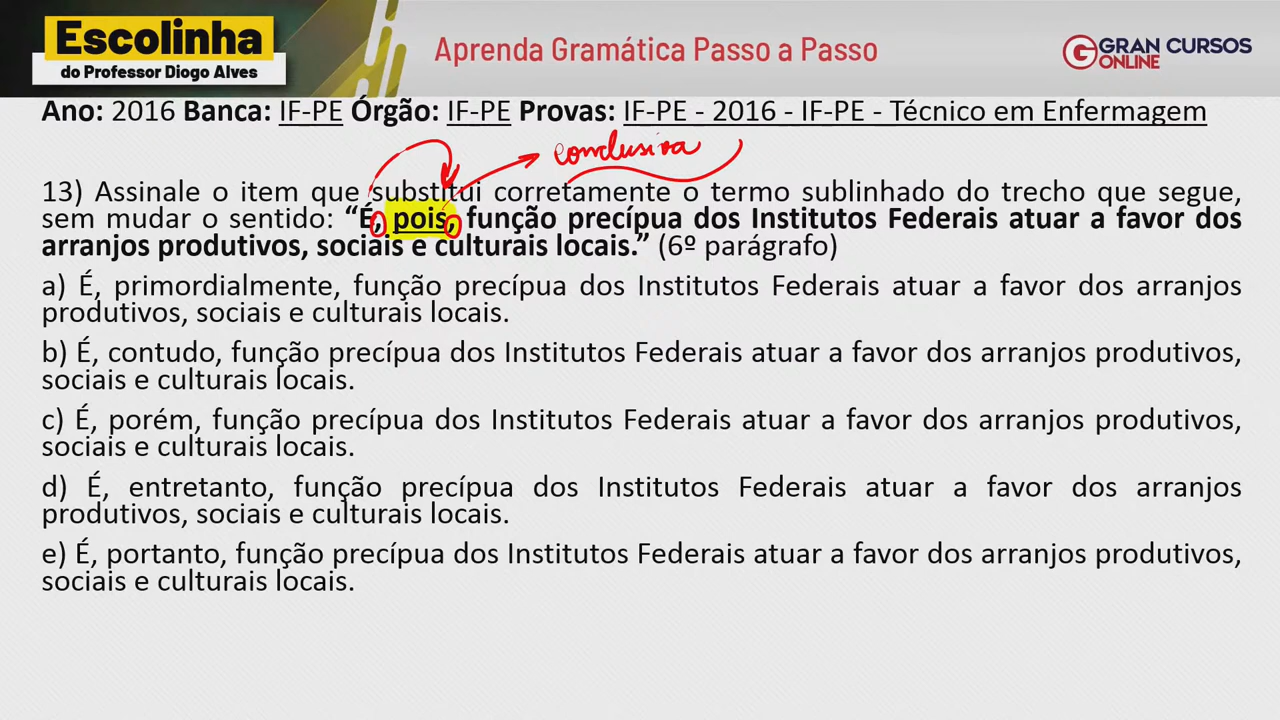 Escolinha
do Professor Diogo Alves
Aprenda Gramática Passo a Passo
GRAN CURSOS
ONLINE
Ano: 2016 Banca: IF-PE Órgão: IF-PE Provas: IF-PE - 2016 - IF-PE - Técnico em Enfermagem
conclusiva
13) Assinale o item que substitui corretamente o termo sublinhado do trecho que segue,
sem mudar o sentido: “É, pois, função precípua dos Institutos Federais atuar a favor dos
arranjos produtivos, sociais e culturais locais.” (6º parágrafo)
a) É, primordialmente, função precípua dos Institutos Federais atuar a favor dos arranjos
produtivos, sociais e culturais locais.
b) É, contudo, função precípua dos Institutos Federais atuar a favor dos arranjos produtivos,
sociais e culturais locais.
c) É, porém, função precípua dos Institutos Federais atuar a favor dos arranjos produtivos,
sociais e culturais locais.
d) É, entretanto, função precípua dos Institutos Federais atuar a favor dos arranjos
produtivos, sociais e culturais locais.
e) É, portanto, função precípua dos Institutos Federais atuar a favor dos arranjos produtivos,
sociais e culturais locais.